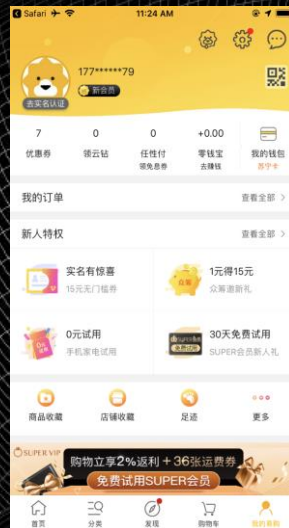 Safari
11:24 AM
177******79
新会员
去实名认证
7 0 0 +0.00
优惠券 领云钻 任性付 零钱宝 我的钱包
领免息券 去赚钱 苏宁卡
我的订单 查看全部
新人特权 查看全部
实名有惊喜 1元得15元
15元无门槛券 众筹邀新礼
0元试用 30天免费试用
手机家电试用 SUPER会员新人礼
商品收藏 店铺收藏 足迹 更多
SUPER VIP
购物立享2%返利+36张运费券
免费试用SUPER会员
首页 分类 发现 购物车 我的易购